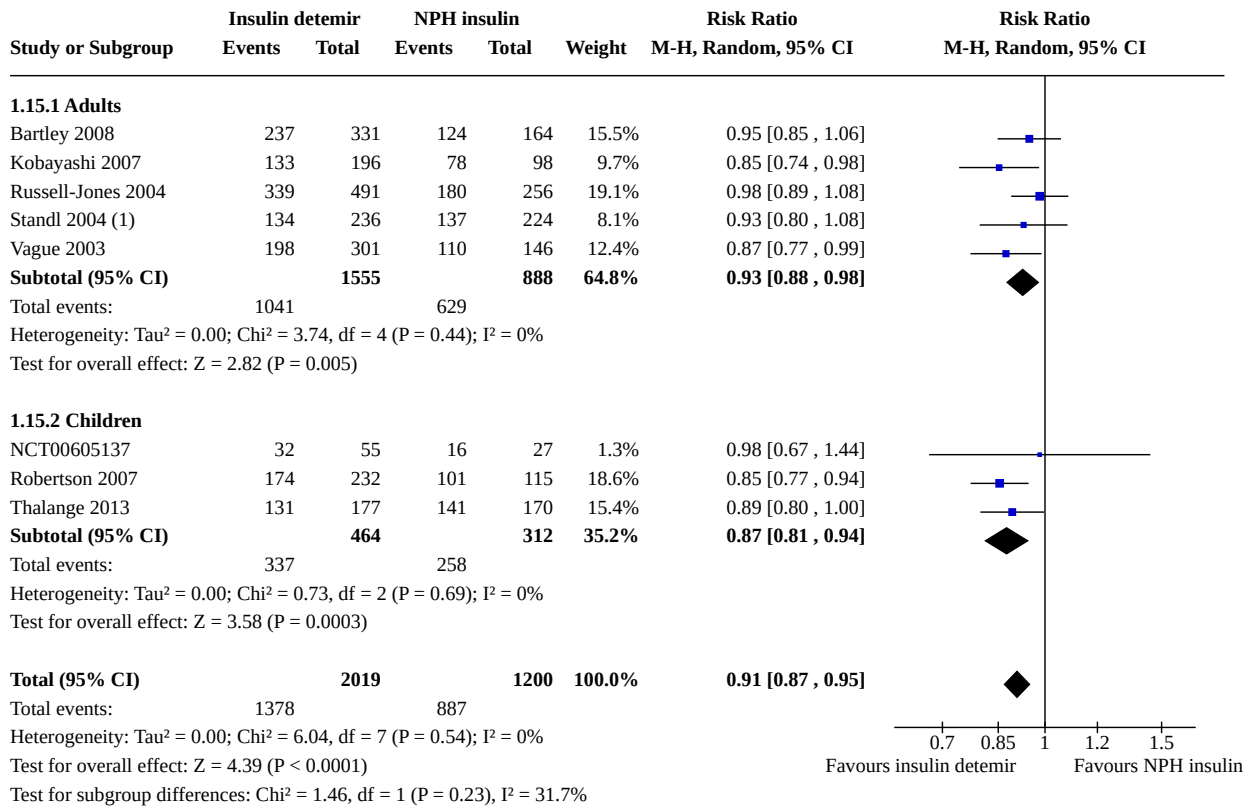 Insulin detemir NPH insulin Risk Ratio Risk Ratio
Study or Subgroup Events Total Events Total Weight M-H, Random, 95% CI M-H, Random, 95% CI
1.15.1 Adults
Bartley 2008 237 331 124 164 15.5% 0.95 [0.85 , 1.06]
Kobayashi 2007 133 196 78 98 9.7% 0.85 [0.74 , 0.98]
Russell-Jones 2004 339 491 180 256 19.1% 0.98 [0.89 , 1.08]
Standl 2004 (1) 134 236 137 224 8.1% 0.93 [0.80 , 1.08]
Vague 2003 198 301 110 146 12.4% 0.87 [0.77 , 0.99]
Subtotal (95% CI) 1555 888 64.8% 0.93 [0.88 , 0.98]
Total events: 1041 629
Heterogeneity: Tau² = 0.00; Chi² = 3.74, df = 4 (P = 0.44); I² = 0%
Test for overall effect: Z = 2.82 (P = 0.005)
1.15.2 Children
NCT00605137 32 55 16 27 1.3% 0.98 [0.67 , 1.44]
Robertson 2007 174 232 101 115 18.6% 0.85 [0.77 , 0.94]
Thalange 2013 131 177 141 170 15.4% 0.89 [0.80 , 1.00]
Subtotal (95% CI) 464 312 35.2% 0.87 [0.81 , 0.94]
Total events: 337 258
Heterogeneity: Tau² = 0.00; Chi² = 0.73, df = 2 (P = 0.69); I² = 0%
Test for overall effect: Z = 3.58 (P = 0.0003)
Total (95% CI) 2019 1200 100.0% 0.91 [0.87 , 0.95]
Total events: 1378 887
Heterogeneity: Tau² = 0.00; Chi² = 6.04, df = 7 (P = 0.54); I² = 0%
0.7 0.85 1 1.2 1.5
Test for overall effect: Z = 4.39 (P < 0.0001)
Favours insulin detemir Favours NPH insulin
Test for subgroup differences: Chi² = 1.46, df = 1 (P = 0.23), I² = 31.7%